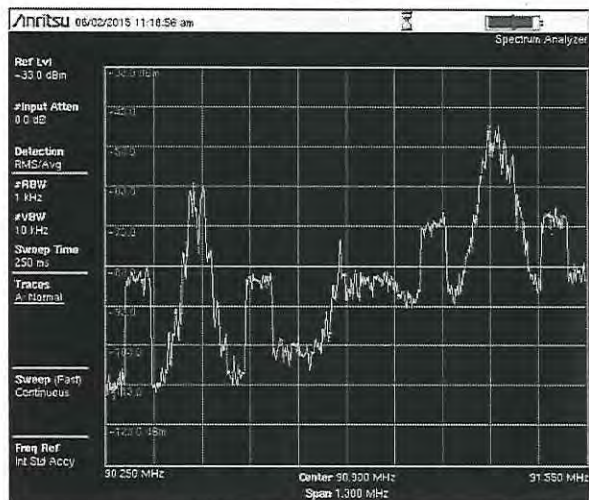 Anritsu 06/02/2015 11:18:58 am
Spectrum Analyzer
Ref Lvl
-33.0 dBm
#Input Atten
0.0 dB
Detection
RMS/Avg
#RBW
1 kHz
#VBW
10 kHz
Sweep Time
250 ms
Traces
A: Normal
Sweep (Fast)
Continuous
Freq Ref
Int Std Accy
-33.0 dBm
-123.0 dBm
90.250 MHz
Center 90.900 MHz
91.550 MHz
Span 1.300 MHz